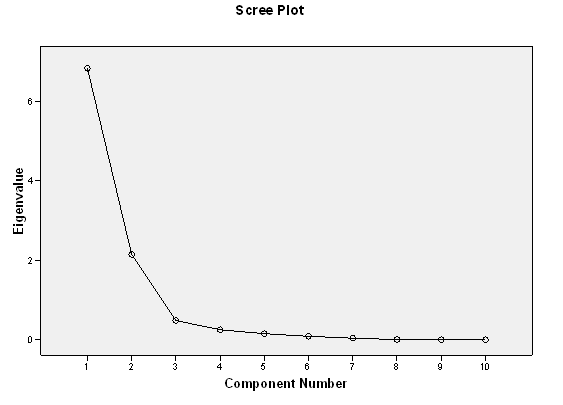 Scree Plot
6
4
2
0
Eigenvalue
1 2 3 4 5 6 7 8 9 10
Component Number